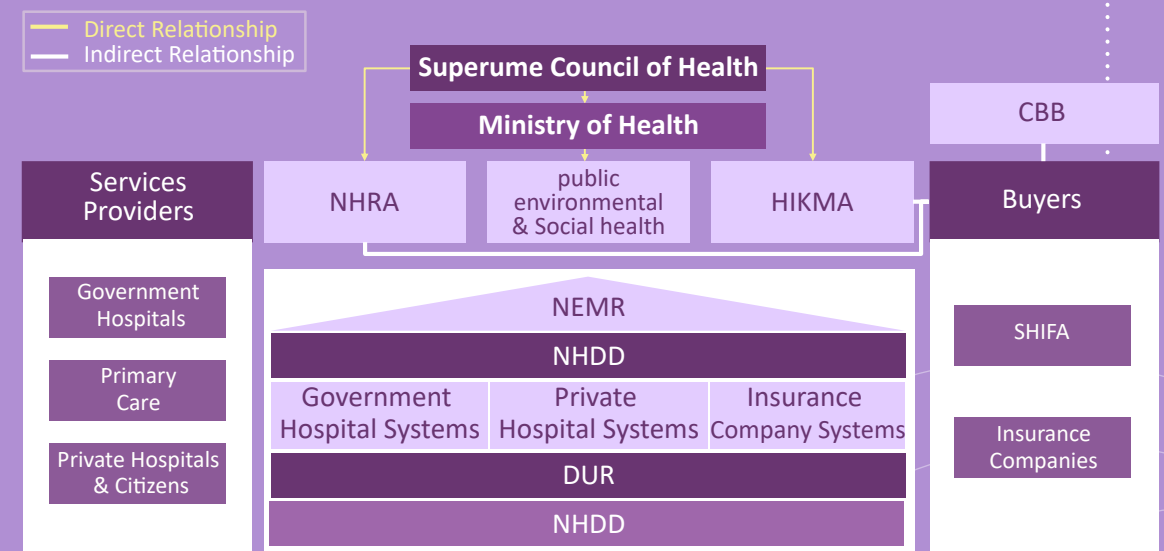 Direct Relationship
Indirect Relationship
Superume Council of Health
Ministry of Health
CBB
Services
Providers
NHRA
public
environmental
& Social health
HIKMA
Buyers
Government
Hospitals
Primary
Care
Private Hospitals
& Citizens
NEMR
NHDD
Government
Hospital Systems
Private
Hospital Systems
Insurance
Company Systems
DUR
NHDD
SHIFA
Insurance
Companies